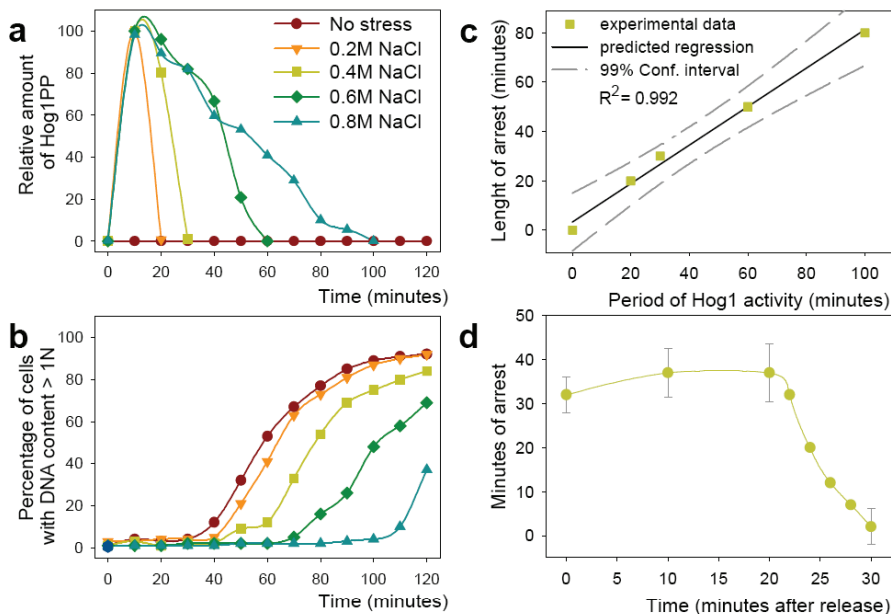 a
Relative amount
of Hog1PP
100
80
60
40
20
0
No stress
0.2M NaCl
0.4M NaCl
0.6M NaCl
0.8M NaCl
0 20 40 60 80 100 120
Time (minutes)
b
Percentage of cells
with DNA content > 1N
100
80
60
40
20
0
0 20 40 60 80 100 120
Time (minutes)
c
Lenght of arrest (minutes)
80
60
40
20
0
experimental data
predicted regression
99% Conf. interval
R2= 0.992
0 20 40 60 80 100
Period of Hog1 activity (minutes)
d
Minutes of arrest
50
40
30
20
10
0
0 5 10 15 20 25 30
Time (minutes after release)